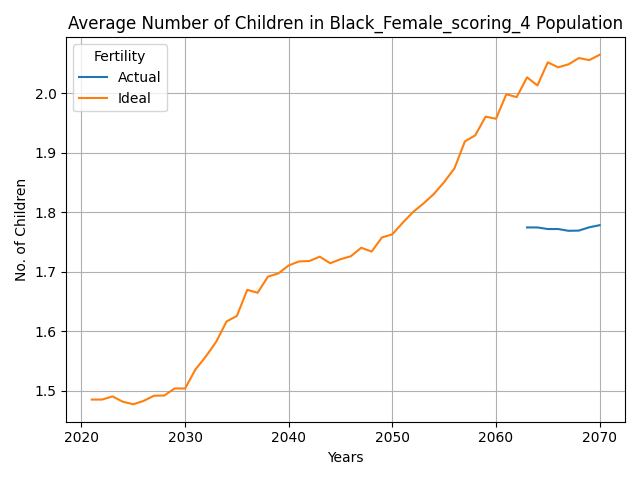 Average Number of Children in Black_Female_scoring_4 Population
Fertility
Actual
Ideal
No. of Children
2.0
1.9
1.8
1.7
1.6
1.5
2020 2030 2040 2050 2060 2070
Years